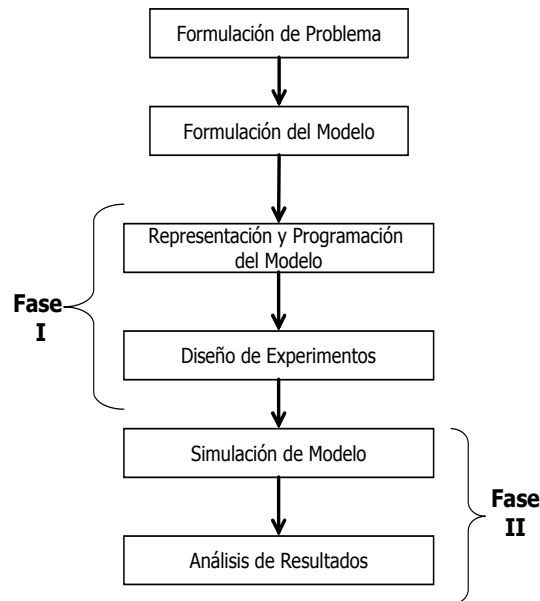 Formulación de Problema
Formulación del Modelo
Representación y Programación
del Modelo
Fase
I
Diseño de Experimentos
Simulación de Modelo
Fase
II
Análisis de Resultados